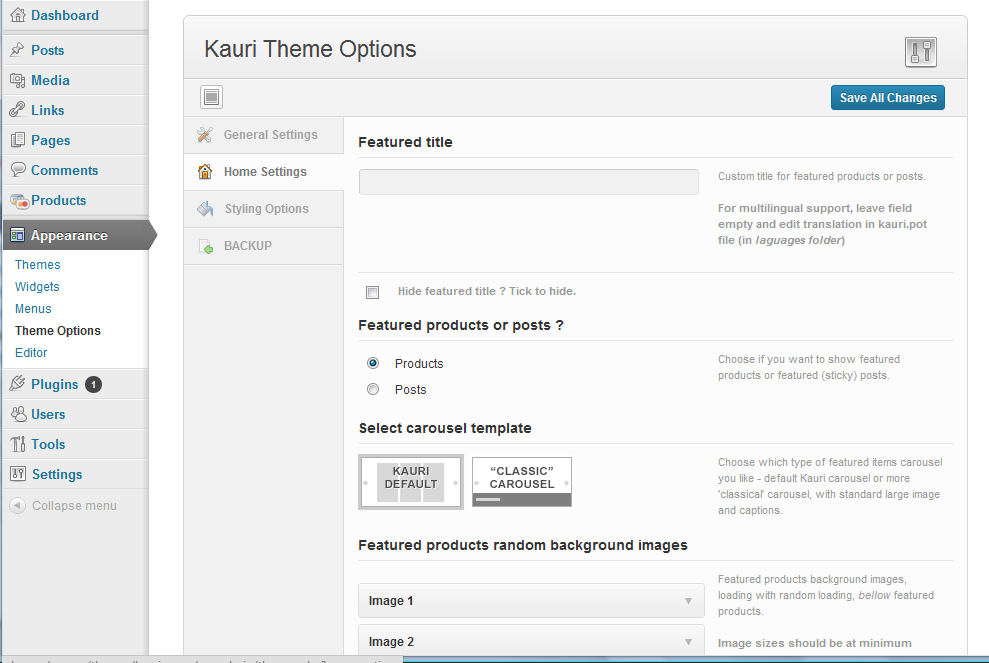 Dashboard
Posts
Media
Links
Pages
Comments
Products
Appearance
Themes
Widgets
Menus
Theme Options
Editor
Plugins 1
Users
Tools
Settings
Collapse menu
Kauri Theme Options
Save All Changes
General Settings
Home Settings
Styling Options
BACKUP
Featured title
Custom title for featured products or posts.
For multilingual support, leave field
empty and edit translation in kauri.pot
file (in laguages folder)
Hide featured title ? Tick to hide.
Featured products or posts ?
Products
Posts
Choose if you want to show featured
products or featured (sticky) posts.
Select carousel template
KAURI
DEFAULT
“CLASSIC”
CAROUSEL
Choose which type of featured items carousel
you like - default Kauri carousel or more
'classical' carousel, with standard large image
and captions.
Featured products random background images
Image 1
Image 2
Featured products background images,
loading with random loading, bellow featured
products.
Image sizes should be at minimum